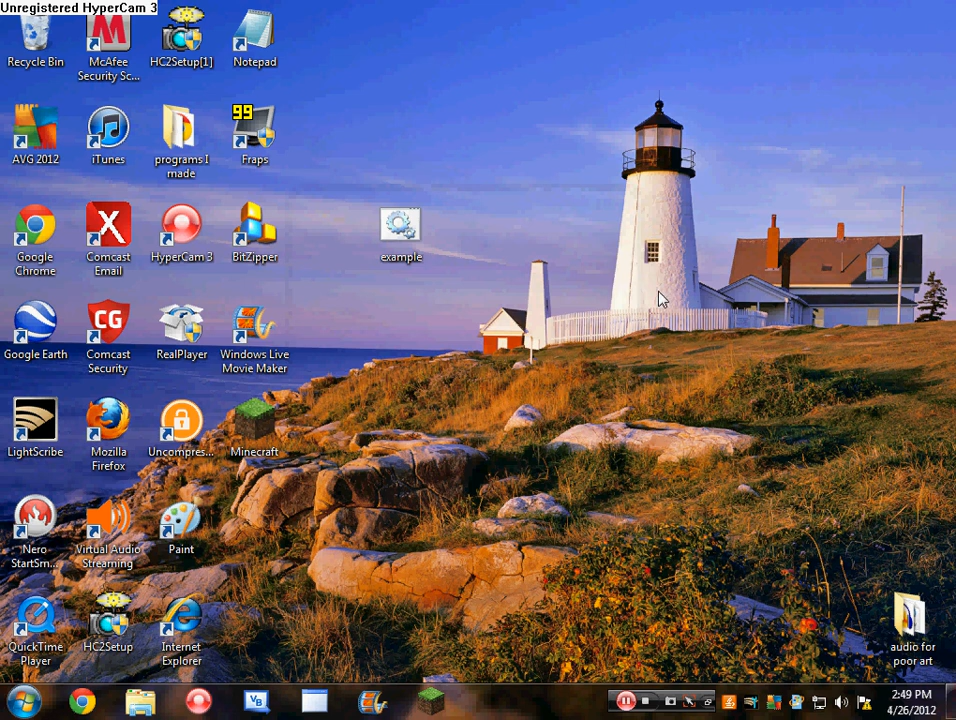 Unregistered HyperCam 3
Recycle Bin
McAfee
Security Sc...
HC2Setup[1]
Notepad
99
AVG 2012
iTunes
programs I
made
Fraps
Google
Chrome
X
Comcast
Email
HyperCam 3
BitZipper
example
Google Earth
CG
Comcast
Security
RealPlayer
Windows Live
Movie Maker
LightScribe
Mozilla
Firefox
Uncompres...
Minecraft
Nero
StartSm...
Virtual Audio
Streaming
Paint
QuickTime
Player
HC2Setup
Internet
Explorer
audio for
poor art
VB
2:49 PM
4/26/2012